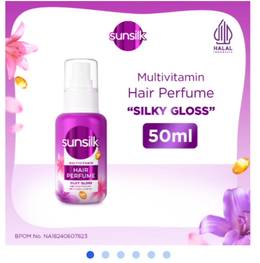 sunsilk
HALAL
INDONESIA
Multivitamin
Hair Perfume
“SILKY GLOSS”
50ml
sunsilk
MULTIVITAMIN
HAIR
PERFUME
SILKY GLOSS
BPOM No. NA18240607823